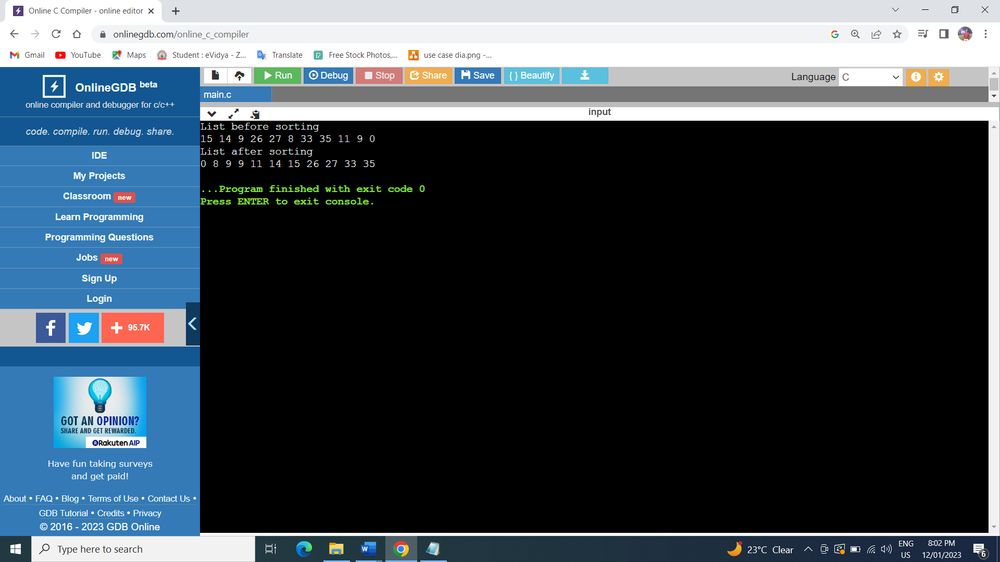 Online C Compiler - online editor
onlinegdb.com/online_c_compiler
Gmail YouTube Maps Student : eVidya - Z... Translate Free Stock Photos,... use case dia.png -...
OnlineGDB beta
online compiler and debugger for c/c++
code. compile. run. debug. share.
IDE
My Projects
Classroom new
Learn Programming
Programming Questions
Jobs new
Sign Up
Login
95.7K
idea
GOT AN OPINION?
SHARE AND GET REWARDED.
Rakuten AIP
Have fun taking surveys
and get paid!
About • FAQ • Blog • Terms of Use • Contact Us •
GDB Tutorial • Credits • Privacy
© 2016 - 2023 GDB Online
Run Debug Stop Share Save { } Beautify
Language C
main.c
input
List before sorting
15 14 9 26 27 8 33 35 11 9 0
List after sorting
0 8 9 9 11 14 15 26 27 33 35
...Program finished with exit code 0
Press ENTER to exit console.
Type here to search
23°C Clear
ENG
US
8:02 PM
12/01/2023
6